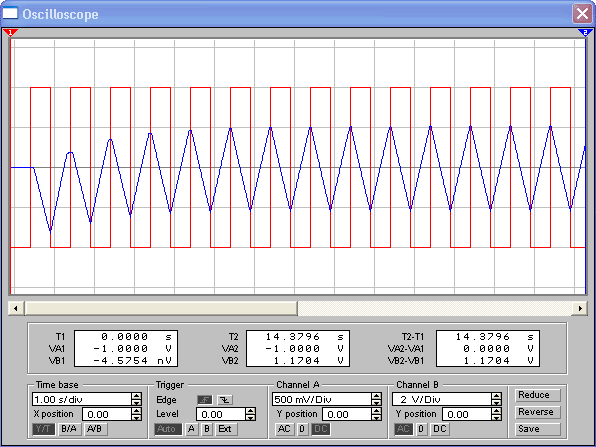 Oscilloscope
1 2
T1 0.0000 s T2 14.3796 s T2-T1 14.3796 s
VA1 -1.0000 V VA2 -1.0000 V VA2-VA1 0.0000 V
VB1 -4.5754 nV VB2 1.1704 V VB2-VB1 1.1704 V
Time base Trigger Channel A Channel B Reduce
1.00 s/div Edge 500 mV/Div 2 V/Div Reverse
X position 0.00 Level 0.00 Y position 0.00 Y position 0.00
Y/T B/A A/B Auto A B Ext AC 0 DC AC 0 DC Save